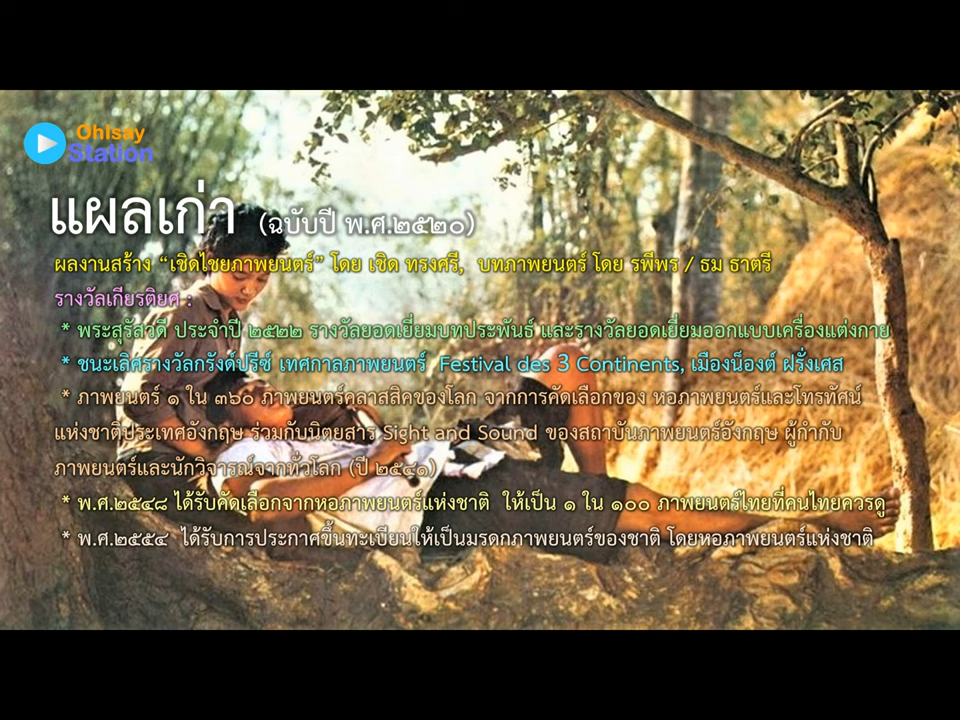 Ohlsay
Station
แผลเก่า (ฉบับปี พ.ศ.๒๕๒๐)
ผลงานสร้าง “เชิดไชยภาพยนตร์” โดย เชิด ทรงศรี, บทภาพยนตร์ โดย รพีพร / ธม ธาตรี
รางวัลเกียรติยศ :
* พระสุรัสวดี ประจำปี ๒๕๒๒ รางวัลยอดเยี่ยมบทประพันธ์ และรางวัลยอดเยี่ยมออกแบบเครื่องแต่งกาย
* ชนะเลิศรางวัลกรังด์ปรีซ์ เทศกาลภาพยนตร์ Festival des 3 Continents, เมืองน็องต์ ฝรั่งเศส
* ภาพยนตร์ ๑ ใน ๓๖๐ ภาพยนตร์คลาสสิคของโลก จากการคัดเลือกของ หอภาพยนตร์และโทรทัศน์
แห่งชาติประเทศอังกฤษ ร่วมกับนิตยสาร Sight and Sound ของสถาบันภาพยนตร์อังกฤษ ผู้กำกับ
ภาพยนตร์และนักวิจารณ์จากทั่วโลก (ปี ๒๕๔๑)
* พ.ศ.๒๕๔๘ ได้รับคัดเลือกจากหอภาพยนตร์แห่งชาติ ให้เป็น ๑ ใน ๑๐๐ ภาพยนตร์ไทยที่คนไทยควรดู
* พ.ศ.๒๕๕๔ ได้รับการประกาศขึ้นทะเบียนให้เป็นมรดกภาพยนตร์ของชาติ โดยหอภาพยนตร์แห่งชาติ